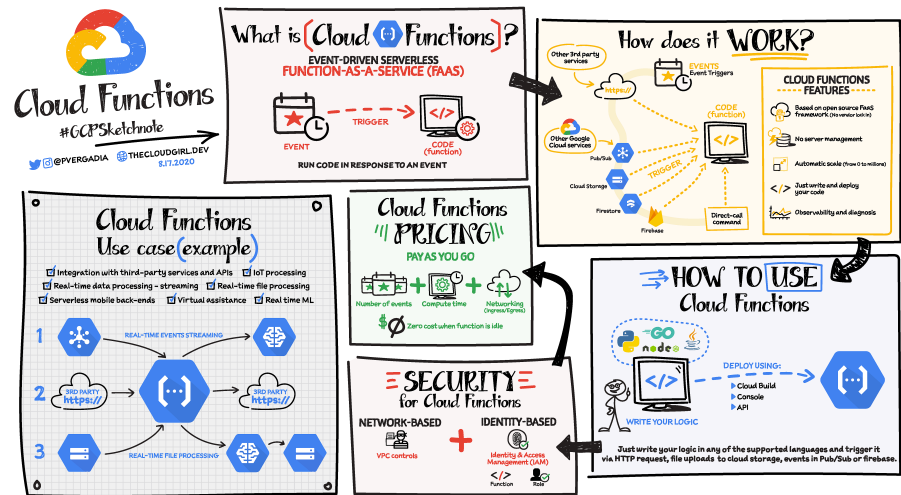 Cloud Functions
#GCPSketchnote
@PVERGADIA THECLOUDGIRL.DEV
8.17.2020
What is [Cloud Functions]?
EVENT-DRIVEN SERVERLESS
FUNCTION-AS-A-SERVICE (FAAS)
EVENT
TRIGGER
</>
CODE
(function)
RUN CODE IN RESPONSE TO AN EVENT
How does it WORK?
Other 3rd party
services
https://
EVENTS
Event Triggers
CODE
(function)
</>
Other Google
Cloud services
Pub/Sub
Cloud Storage
Firestore
Firebase
TRIGGER
Direct-call
command
CLOUD FUNCTIONS
FEATURES
Based on open source FaaS
framework (No vendor lock in)
No server management
Automatic scale (from 0 to millions)
</>
Just write and deploy
your code
Observability and diagnosis
HOW TO USE
Cloud Functions
GO
node
</>
WRITE YOUR LOGIC
DEPLOY USING:
Cloud Build
Console
API
Just write your logic in any of the supported languages and trigger it
via HTTP request, file uploads to cloud storage, events in Pub/Sub or firebase.
SECURITY
for Cloud Functions
NETWORK-BASED
VPC controls
+
IDENTITY-BASED
Identity & Access
Management (IAM)
</>
Function
Role
Cloud Functions
PRICING
PAY AS YOU GO
Number of events
+
Compute time
+
Networking
(Ingress/Egress)
$
Zero cost when function is idle
Cloud Functions
Use case (example)
Integration with third-party services and APIs IoT processing
Real-time data processing - streaming Real-time file processing
Serverless mobile back-ends Virtual assistance Real time ML
1
REAL-TIME EVENTS STREAMING
2
3RD PARTY
https://
3RD PARTY
https://
3
REAL-TIME FILE PROCESSING